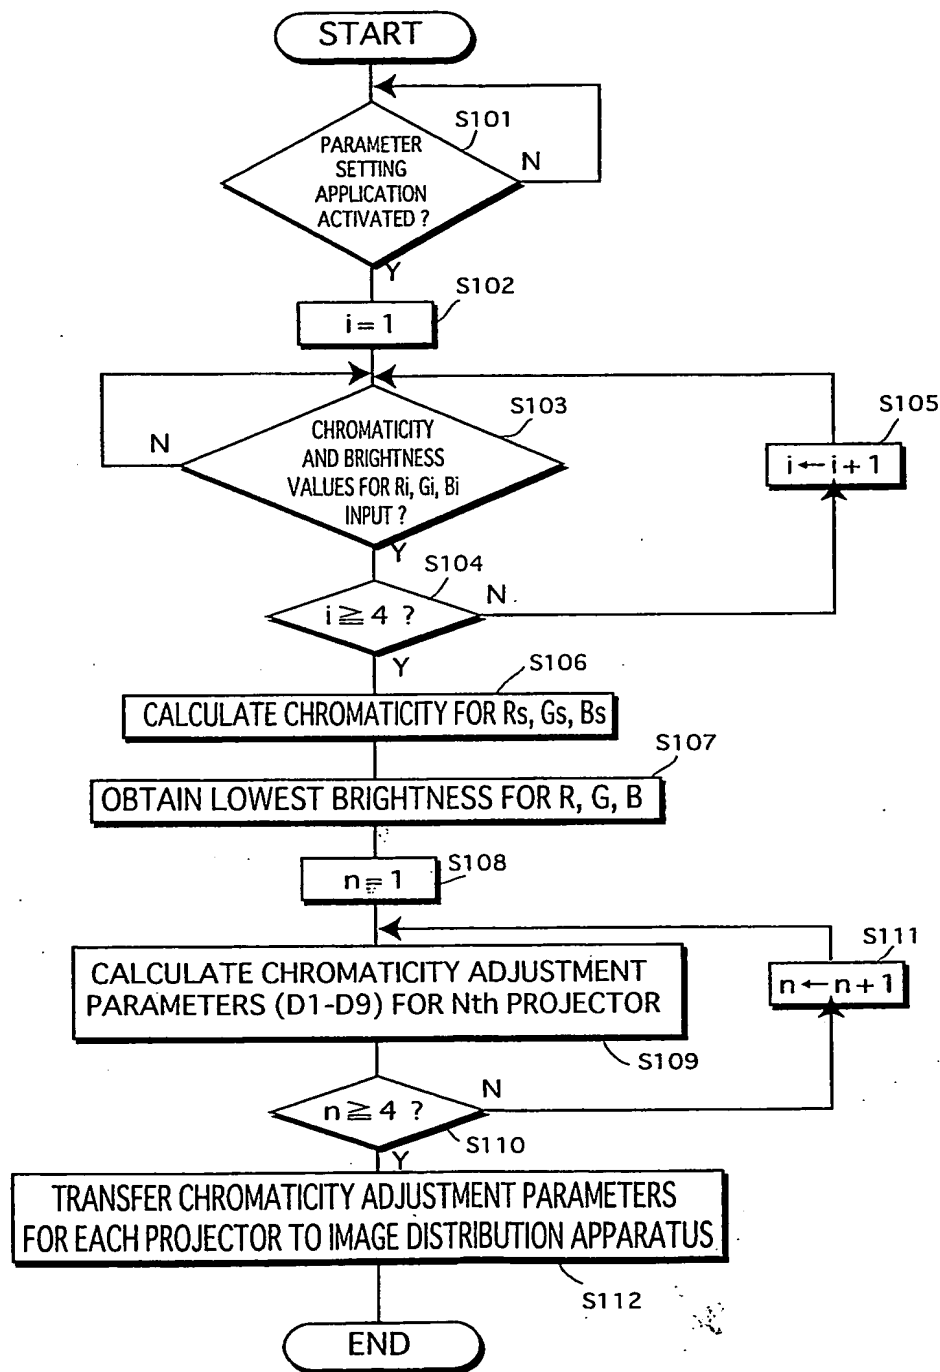 START
S101
PARAMETER
SETTING
APPLICATION
ACTIVATED ?
N
Y
S102
i = 1
S103
CHROMATICITY
AND BRIGHTNESS
VALUES FOR Ri, Gi, Bi
INPUT ?
N
Y
S105
i ← i + 1
S104
i ≧ 4 ?
N
Y
S106
CALCULATE CHROMATICITY FOR Rs, Gs, Bs
S107
OBTAIN LOWEST BRIGHTNESS FOR R, G, B
S108
n = 1
S111
n ← n + 1
CALCULATE CHROMATICITY ADJUSTMENT
PARAMETERS (D1-D9) FOR Nth PROJECTOR
S109
n ≧ 4 ?
N
S110
Y
TRANSFER CHROMATICITY ADJUSTMENT PARAMETERS
FOR EACH PROJECTOR TO IMAGE DISTRIBUTION APPARATUS
S112
END